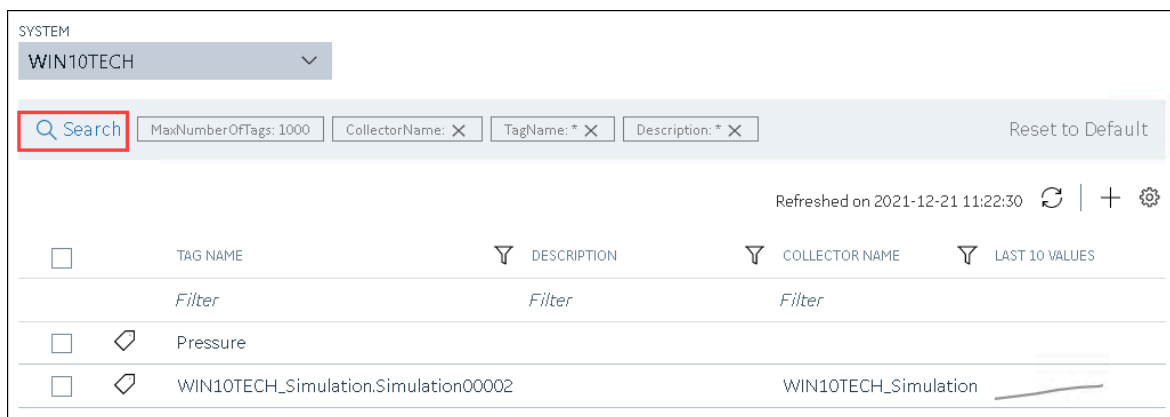 SYSTEM
WIN10TECH
Search MaxNumberOfTags: 1000 CollectorName: TagName: * Description: * Reset to Default
Refreshed on 2021-12-21 11:22:30
TAG NAME DESCRIPTION COLLECTOR NAME LAST 10 VALUES
Filter Filter Filter
Pressure
WIN10TECH_Simulation.Simulation00002 WIN10TECH_Simulation